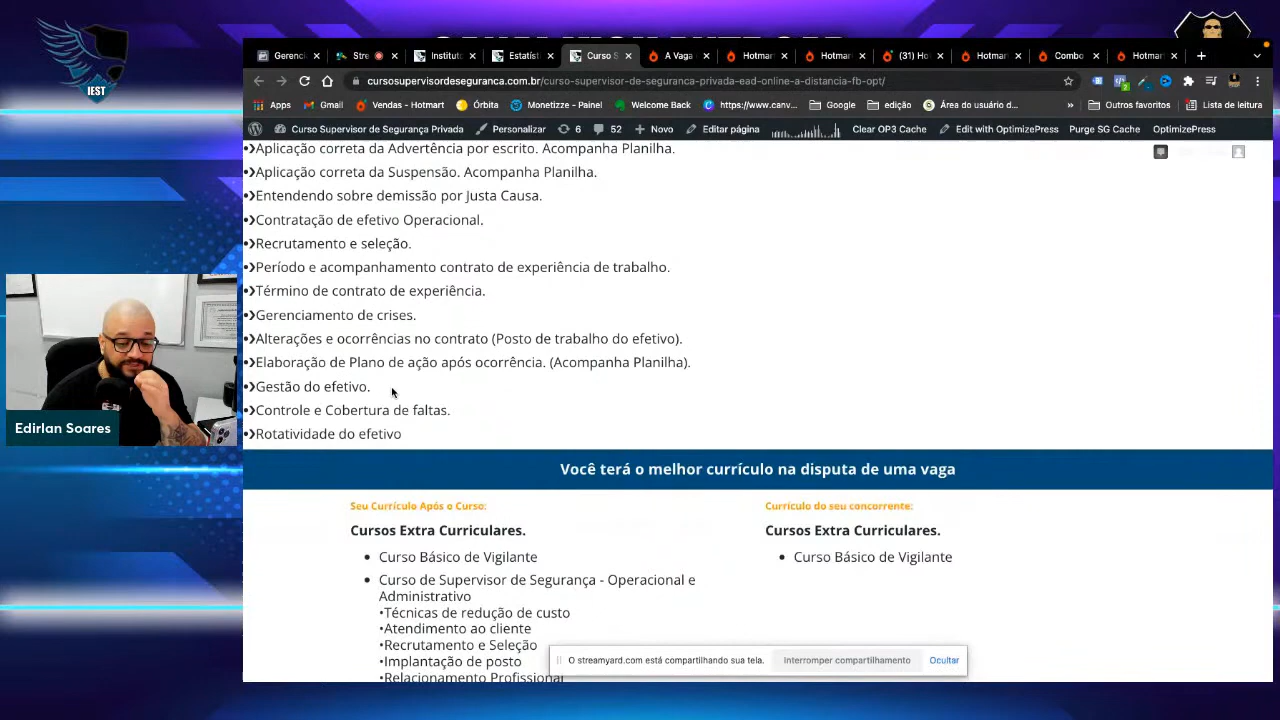 IEST
Gerenci
Stre
Institut
Estatíst
Curso S
A Vaga
Hotmar
Hotmar
(31) Ho
Hotmar
Combo
Hotmar
cursosupervisordeseguranca.com.br/curso-supervisor-de-seguranca-privada-ead-online-a-distancia-fb-opt/
Apps
Gmail
Vendas - Hotmart
Órbita
Monetizze - Painel
Welcome Back
https://www.canv...
Google
edição
Área do usuário d...
»
Outros favoritos
Lista de leitura
Curso Supervisor de Segurança Privada
Personalizar
6
52
+ Novo
Editar página
Clear OP3 Cache
Edit with OptimizePress
Purge SG Cache
OptimizePress
•❯Aplicação correta da Advertência por escrito. Acompanha Planilha.
•❯Aplicação correta da Suspensão. Acompanha Planilha.
•❯Entendendo sobre demissão por Justa Causa.
•❯Contratação de efetivo Operacional.
•❯Recrutamento e seleção.
•❯Período e acompanhamento contrato de experiência de trabalho.
•❯Término de contrato de experiência.
•❯Gerenciamento de crises.
•❯Alterações e ocorrências no contrato (Posto de trabalho do efetivo).
•❯Elaboração de Plano de ação após ocorrência. (Acompanha Planilha).
•❯Gestão do efetivo.
•❯Controle e Cobertura de faltas.
•❯Rotatividade do efetivo
Edirlan Soares
Você terá o melhor currículo na disputa de uma vaga
Seu Currículo Após o Curso:
Cursos Extra Curriculares.
• Curso Básico de Vigilante
• Curso de Supervisor de Segurança - Operacional e
Administrativo
•Técnicas de redução de custo
•Atendimento ao cliente
•Recrutamento e Seleção
•Implantação de posto
•Relacionamento Profissional
Currículo do seu concorrente:
Cursos Extra Curriculares.
• Curso Básico de Vigilante
O streamyard.com está compartilhando sua tela.
Interromper compartilhamento
Ocultar